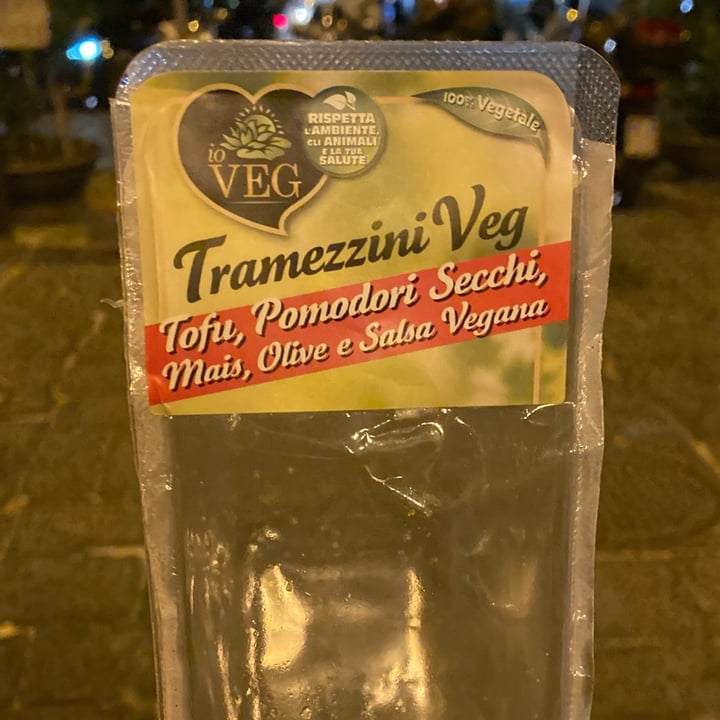 io
VEG
RISPETTA
L'AMBIENTE,
GLI ANIMALI
E LA TUA
SALUTE
100% Vegetale
Tramezzini Veg
Tofu, Pomodori Secchi,
Mais, Olive e Salsa Vegana